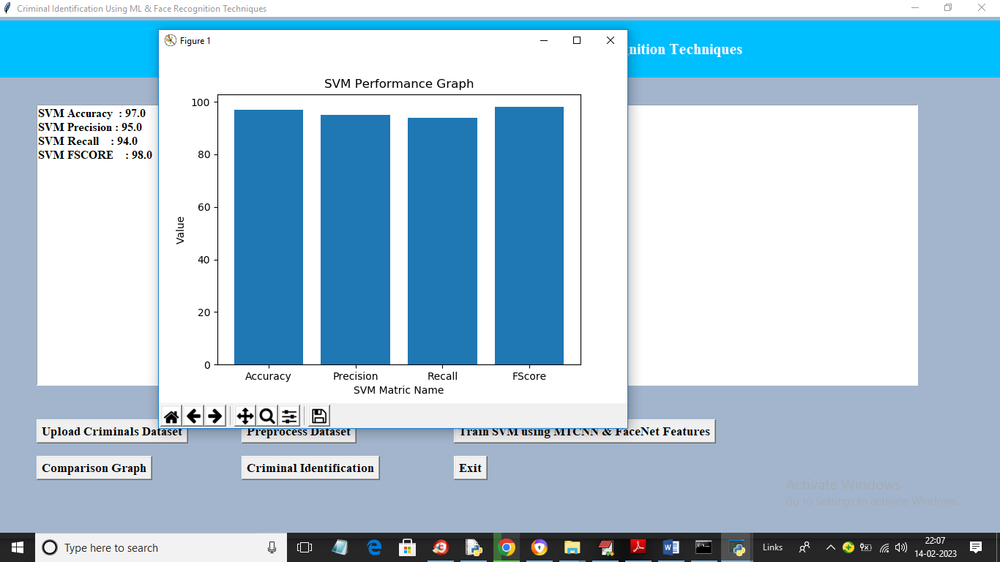 Criminal Identification Using ML & Face Recognition Techniques
Figure 1
gnition Techniques
SVM Performance Graph
SVM Accuracy : 97.0
SVM Precision : 95.0
SVM Recall : 94.0
SVM FSCORE : 98.0
100
80
60
40
20
0
Value
Accuracy Precision Recall FScore
SVM Matric Name
Upload Criminals Dataset Preprocess Dataset Train SVM using MTCNN & FaceNet Features
Comparison Graph Criminal Identification Exit
Activate Windows
Go to Settings to activate Windows.
Type here to search
Links
22:07
14-02-2023